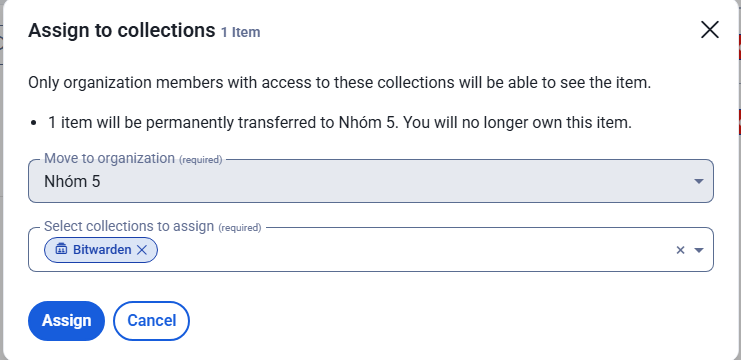 Assign to collections 1 Item
Only organization members with access to these collections will be able to see the item.
• 1 item will be permanently transferred to Nhóm 5. You will no longer own this item.
Move to organization (required)
Nhóm 5
Select collections to assign (required)
Bitwarden
Assign Cancel